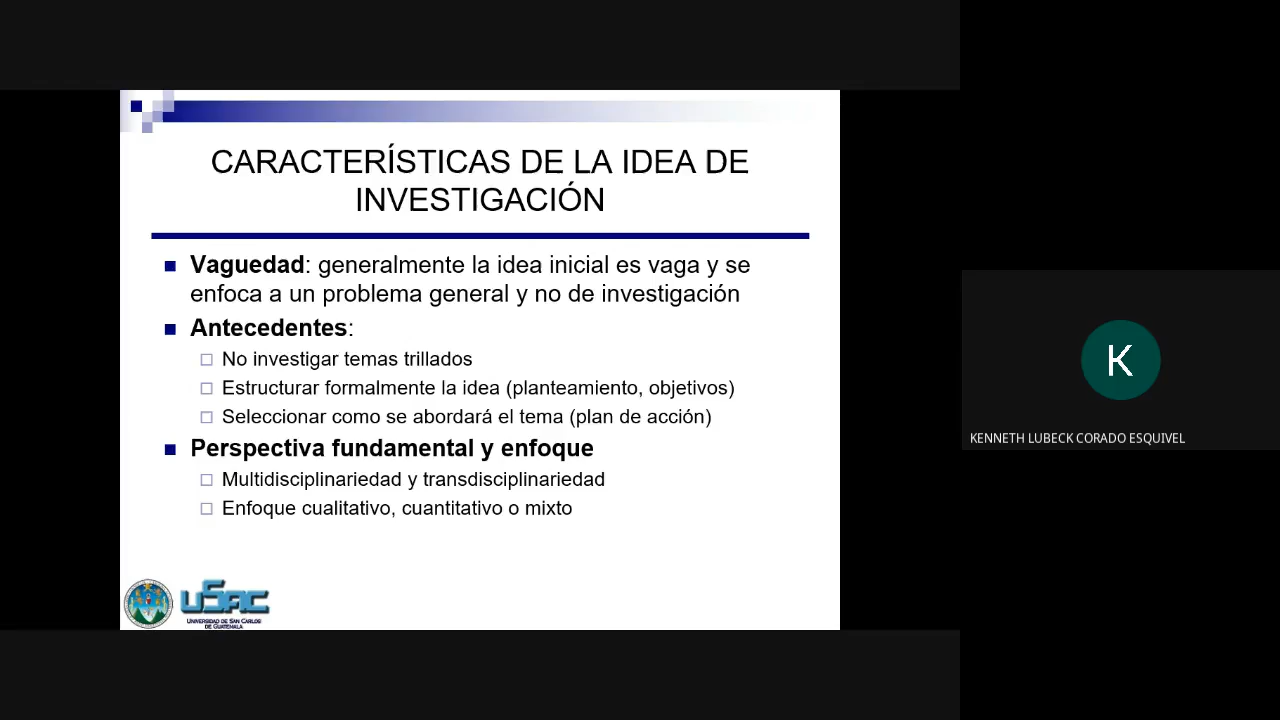 CARACTERÍSTICAS DE LA IDEA DE
INVESTIGACIÓN
Vaguedad: generalmente la idea inicial es vaga y se
enfoca a un problema general y no de investigación
Antecedentes:
No investigar temas trillados
Estructurar formalmente la idea (planteamiento, objetivos)
Seleccionar como se abordará el tema (plan de acción)
Perspectiva fundamental y enfoque
Multidisciplinariedad y transdisciplinariedad
Enfoque cualitativo, cuantitativo o mixto
USAC
UNIVERSIDAD DE SAN CARLOS
DE GUATEMALA
K
KENNETH LUBECK CORADO ESQUIVEL